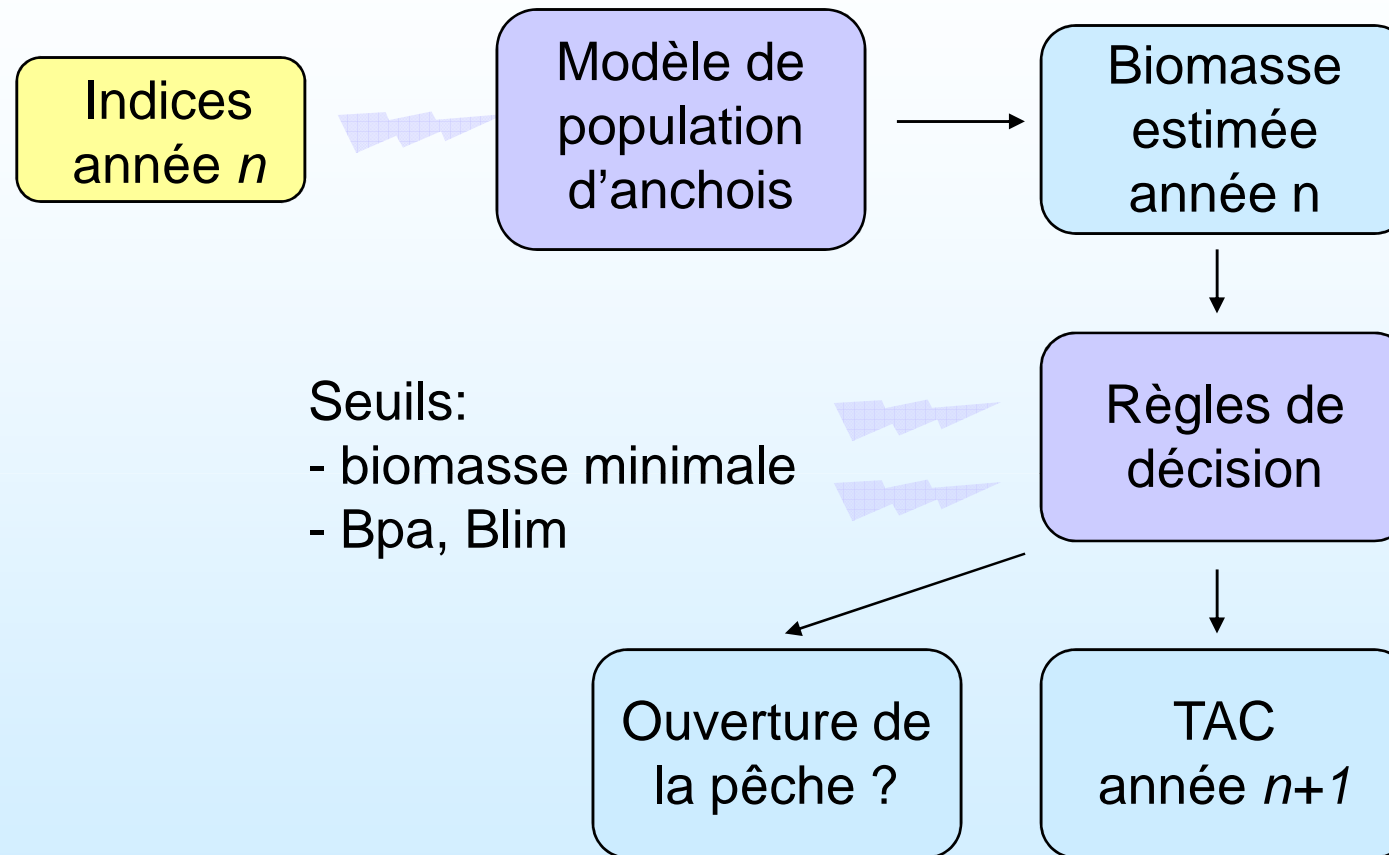 Indices
année n
Modèle de
population
d'anchois
Biomasse
estimée
année n
Seuils:
- biomasse minimale
- Bpa, Blim
Règles de
décision
Ouverture de
la pêche ?
TAC
année n+1